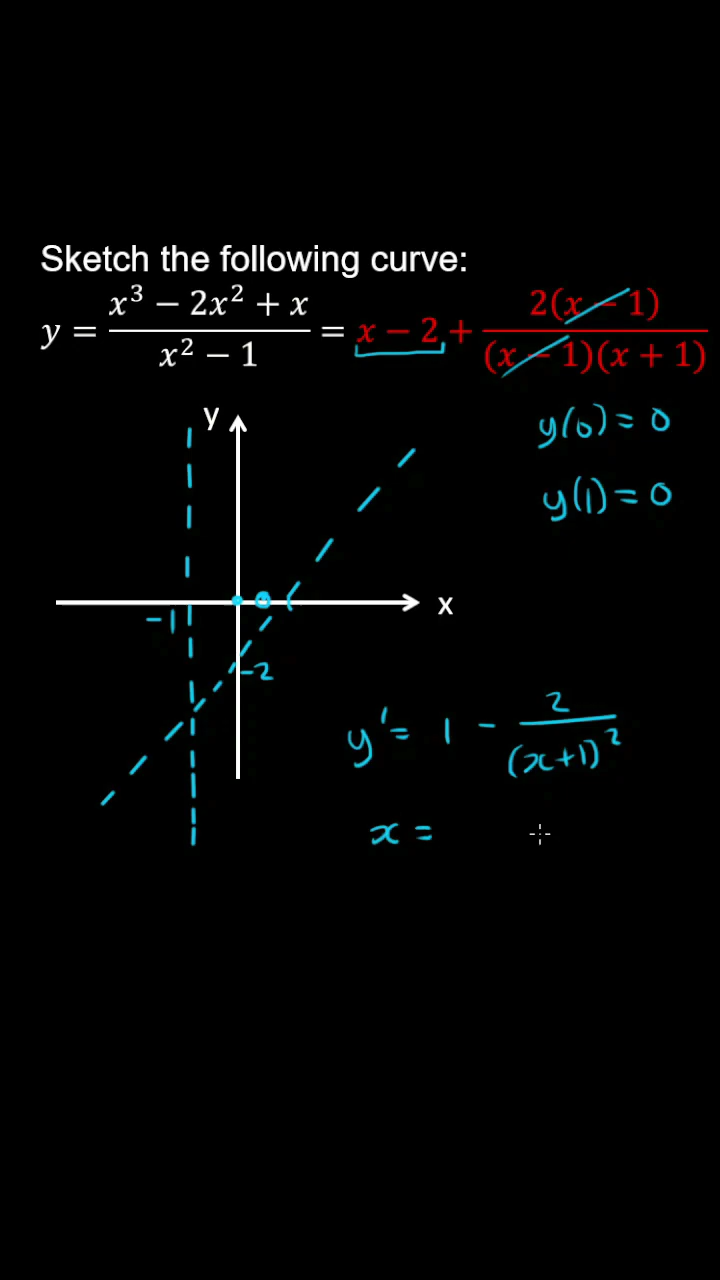 Sketch the following curve:
y = (x³ − 2x² + x)/(x² − 1) = x − 2 + 2(x − 1)/((x − 1)(x + 1))
y
y(0) = 0
y(1) = 0
x
-1
-2
y' = 1 - 2/(x+1)²
x =